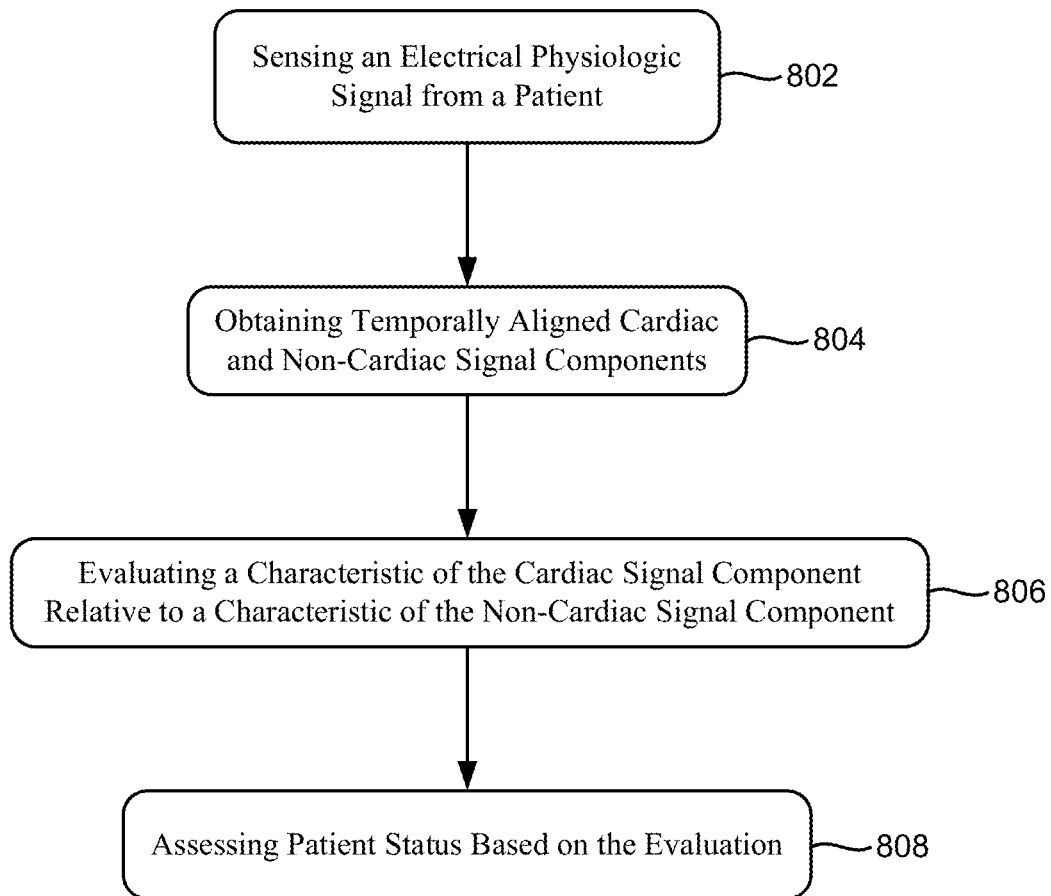 Sensing an Electrical Physiologic
Signal from a Patient
802
Obtaining Temporally Aligned Cardiac
and Non-Cardiac Signal Components
804
Evaluating a Characteristic of the Cardiac Signal Component
Relative to a Characteristic of the Non-Cardiac Signal Component
806
Assessing Patient Status Based on the Evaluation
808